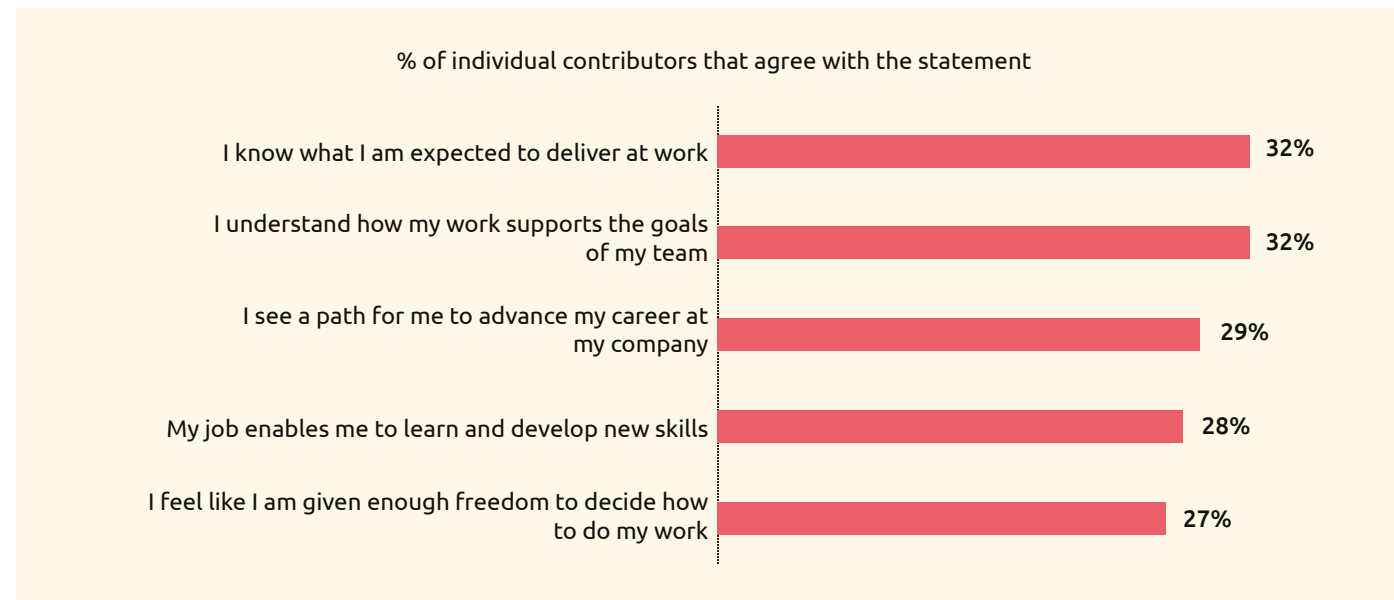 % of individual contributors that agree with the statement
I know what I am expected to deliver at work
32%
I understand how my work supports the goals
of my team
32%
I see a path for me to advance my career at
my company
29%
My job enables me to learn and develop new skills
28%
I feel like I am given enough freedom to decide how
to do my work
27%